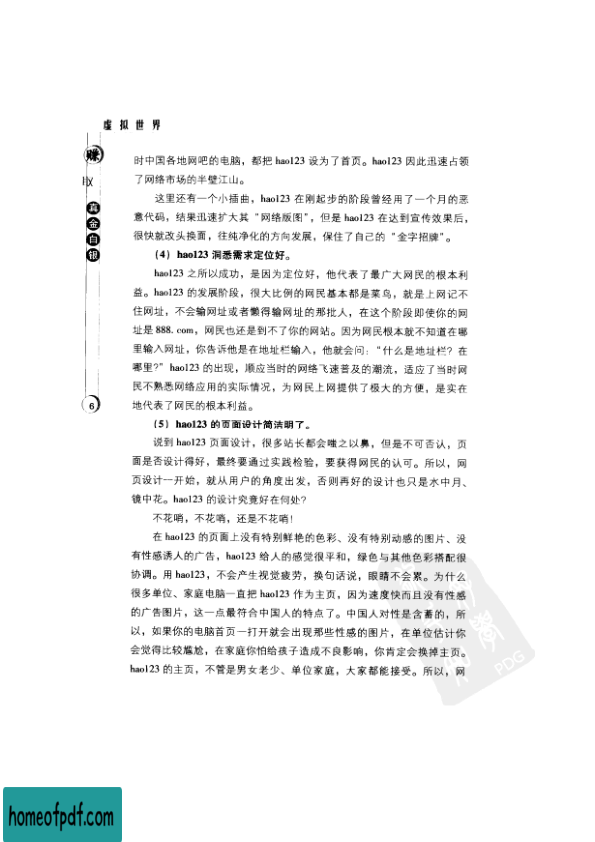 虚拟世界
赚
取
真
金
白
银
6
时中国各地网吧的电脑，都把 hao123 设为了首页。hao123 因此迅速占领
了网络市场的半壁江山。
这里还有一个小插曲，hao123 在刚起步的阶段曾经用了一个月的恶
意代码，结果迅速扩大其“网络版图”，但是 hao123 在达到宣传效果后，
很快就改头换面，往纯净化的方向发展，保住了自己的“金字招牌”。
（4）hao123 洞悉需求定位好。
hao123 之所以成功，是因为定位好，他代表了最广大网民的根本利
益。hao123 的发展阶段，很大比例的网民基本都是菜鸟，就是上网记不
住网址，不会输网址或者懒得输网址的那批人，在这个阶段即使你的网
址是 888. com，网民也还是到不了你的网站。因为网民根本就不知道在哪
里输入网址，你告诉他是在地址栏输入，他就会问：“什么是地址栏？在
哪里？”hao123 的出现，顺应当时的网络飞速普及的潮流，适应了当时网
民不熟悉网络应用的实际情况，为网民上网提供了极大的方便，是实在
地代表了网民的根本利益。
（5）hao123 的页面设计简洁明了。
说到 hao123 页面设计，很多站长都会嗤之以鼻，但是不可否认，页
面是否设计得好，最终要通过实践检验，要获得网民的认可。所以，网
页设计一开始，就从用户的角度出发，否则再好的设计也只是水中月、
镜中花。hao123 的设计究竟好在何处？
不花哨，不花哨，还是不花哨！
在 hao123 的页面上没有特别鲜艳的色彩、没有特别动感的图片、没
有性感诱人的广告，hao123 给人的感觉很平和，绿色与其他色彩搭配很
协调。用 hao123，不会产生视觉疲劳，换句话说，眼睛不会累。为什么
很多单位、家庭电脑一直把 hao123 作为主页，因为速度快而且没有性感
的广告图片，这一点最符合中国人的特点了。中国人对性是含蓄的，所
以，如果你的电脑首页一打开就会出现那些性感的图片，在单位估计你
会觉得比较尴尬，在家庭你怕给孩子造成不良影响，你肯定会换掉主页。
hao123 的主页，不管是男女老少、单位家庭，大家都能接受。所以，网
PDG
homeofpdf.com